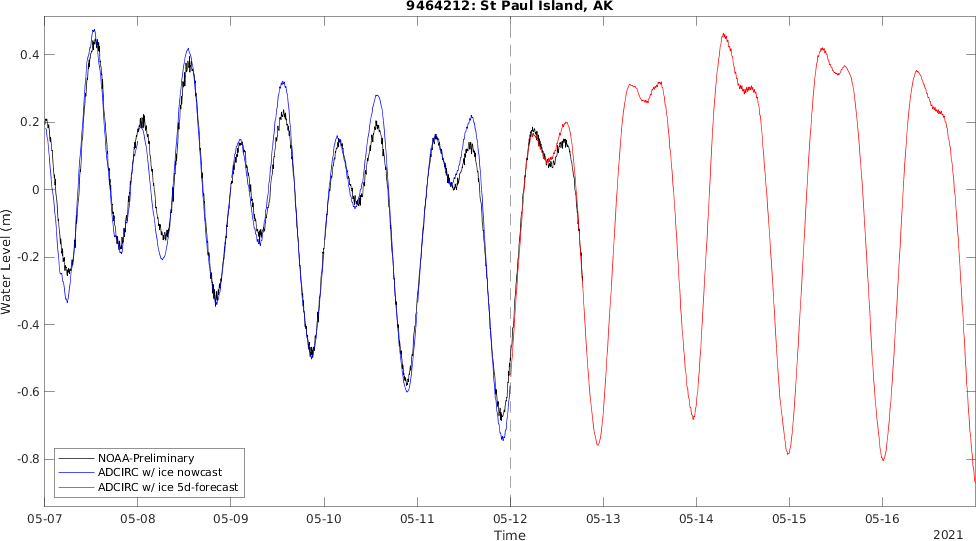 9464212: St Paul Island, AK
0.4
0.2
0
-0.2
-0.4
-0.6
-0.8
Water Level (m)
NOAA-Preliminary
ADCIRC w/ ice nowcast
ADCIRC w/ ice 5d-forecast
05-07 05-08 05-09 05-10 05-11 05-12 05-13 05-14 05-15 05-16
Time
2021